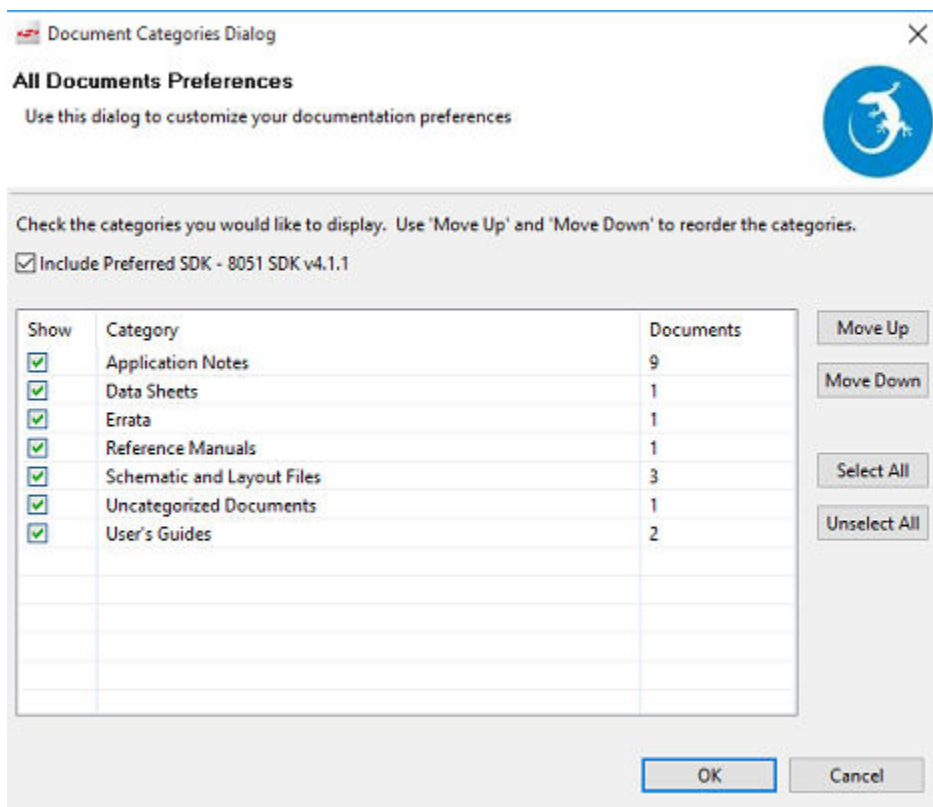 Document Categories Dialog
All Documents Preferences
Use this dialog to customize your documentation preferences
Check the categories you would like to display. Use 'Move Up' and 'Move Down' to reorder the categories.
Include Preferred SDK - 8051 SDK v4.1.1
Show Category Documents
Application Notes 9
Data Sheets 1
Errata 1
Reference Manuals 1
Schematic and Layout Files 3
Uncategorized Documents 1
User's Guides 2
Move Up
Move Down
Select All
Unselect All
OK Cancel